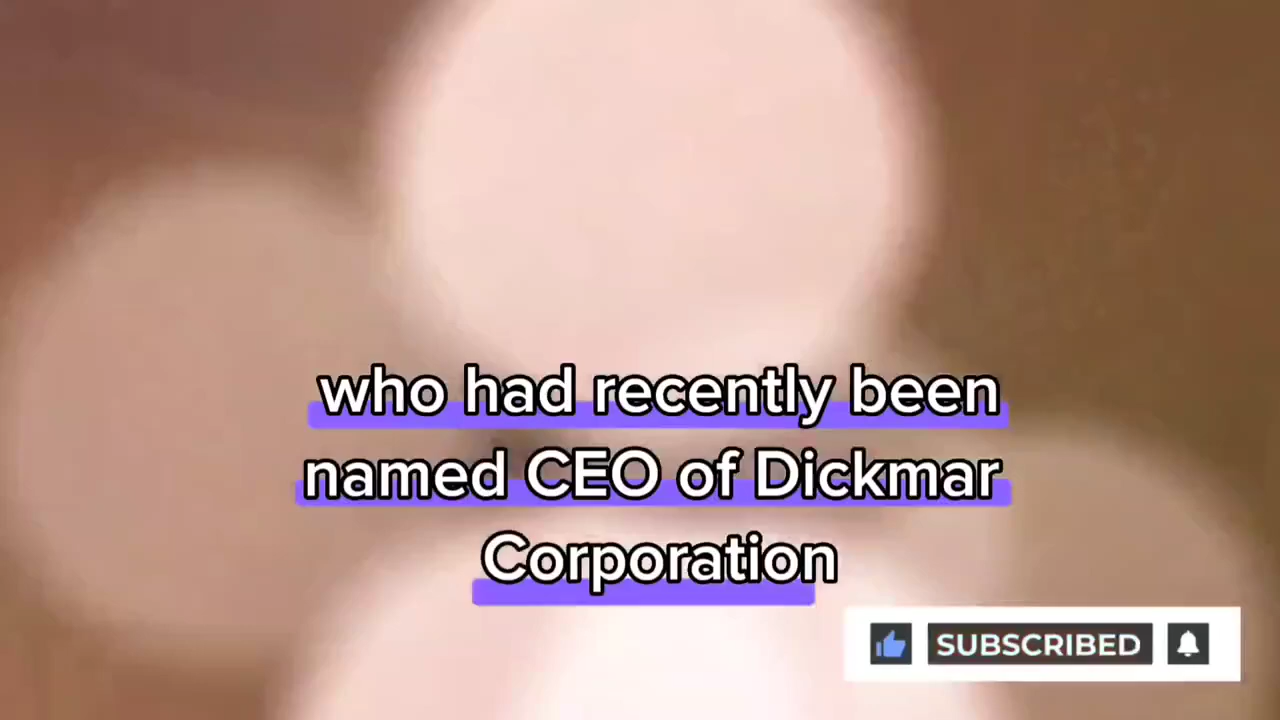 who had recently been
named CEO of Dickmar
Corporation
SUBSCRIBED